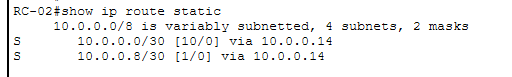 RC-02#show ip route static
10.0.0.0/8 is variably subnetted, 4 subnets, 2 masks
S 10.0.0.0/30 [10/0] via 10.0.0.14
S 10.0.0.8/30 [1/0] via 10.0.0.14